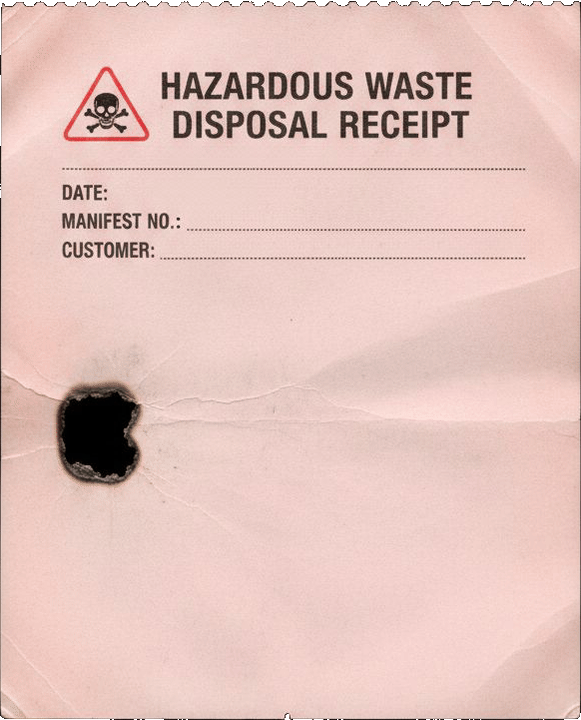 HAZARDOUS WASTE
DISPOSAL RECEIPT
DATE:
MANIFEST NO.:
CUSTOMER: